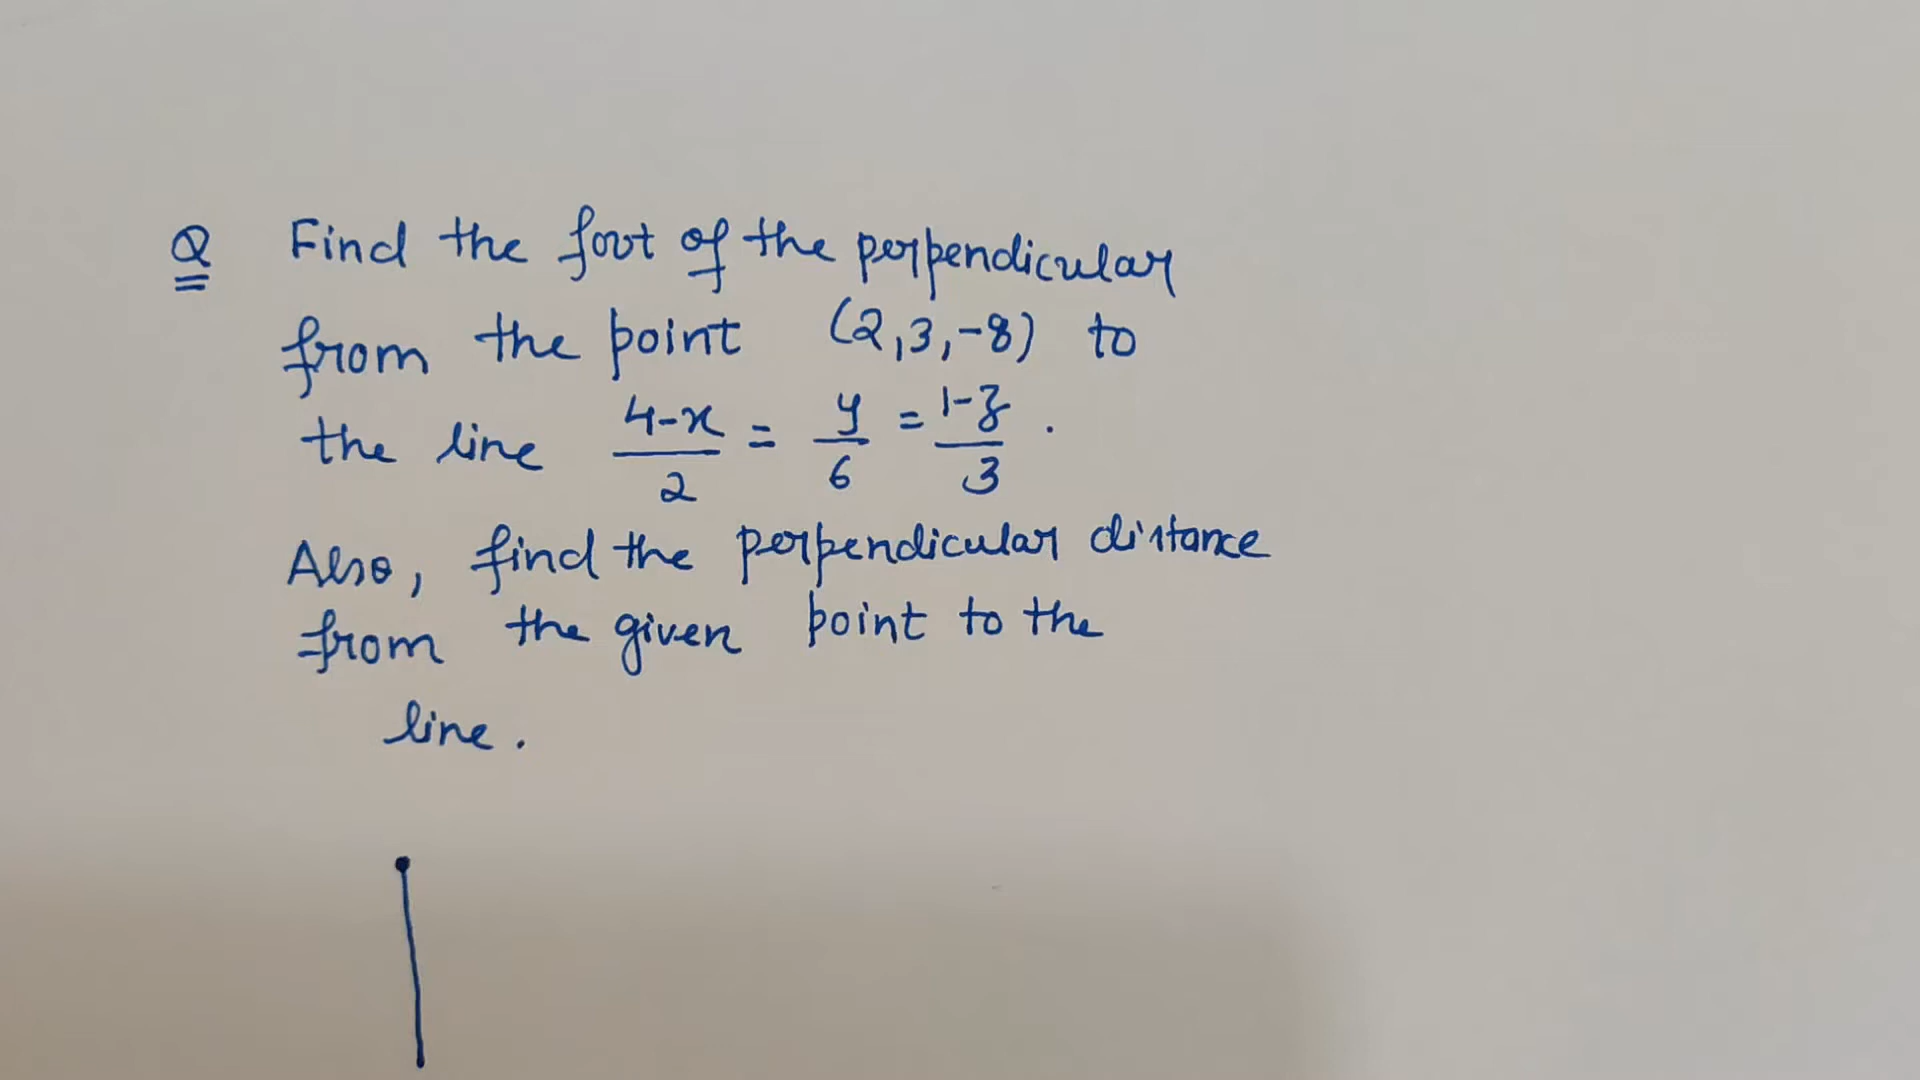 Q Find the foot of the perpendicular
from the point (2,3,-8) to
the line (4-x)/2 = y/6 = (1-z)/3 .
Also, find the perpendicular distance
from the given point to the
line.